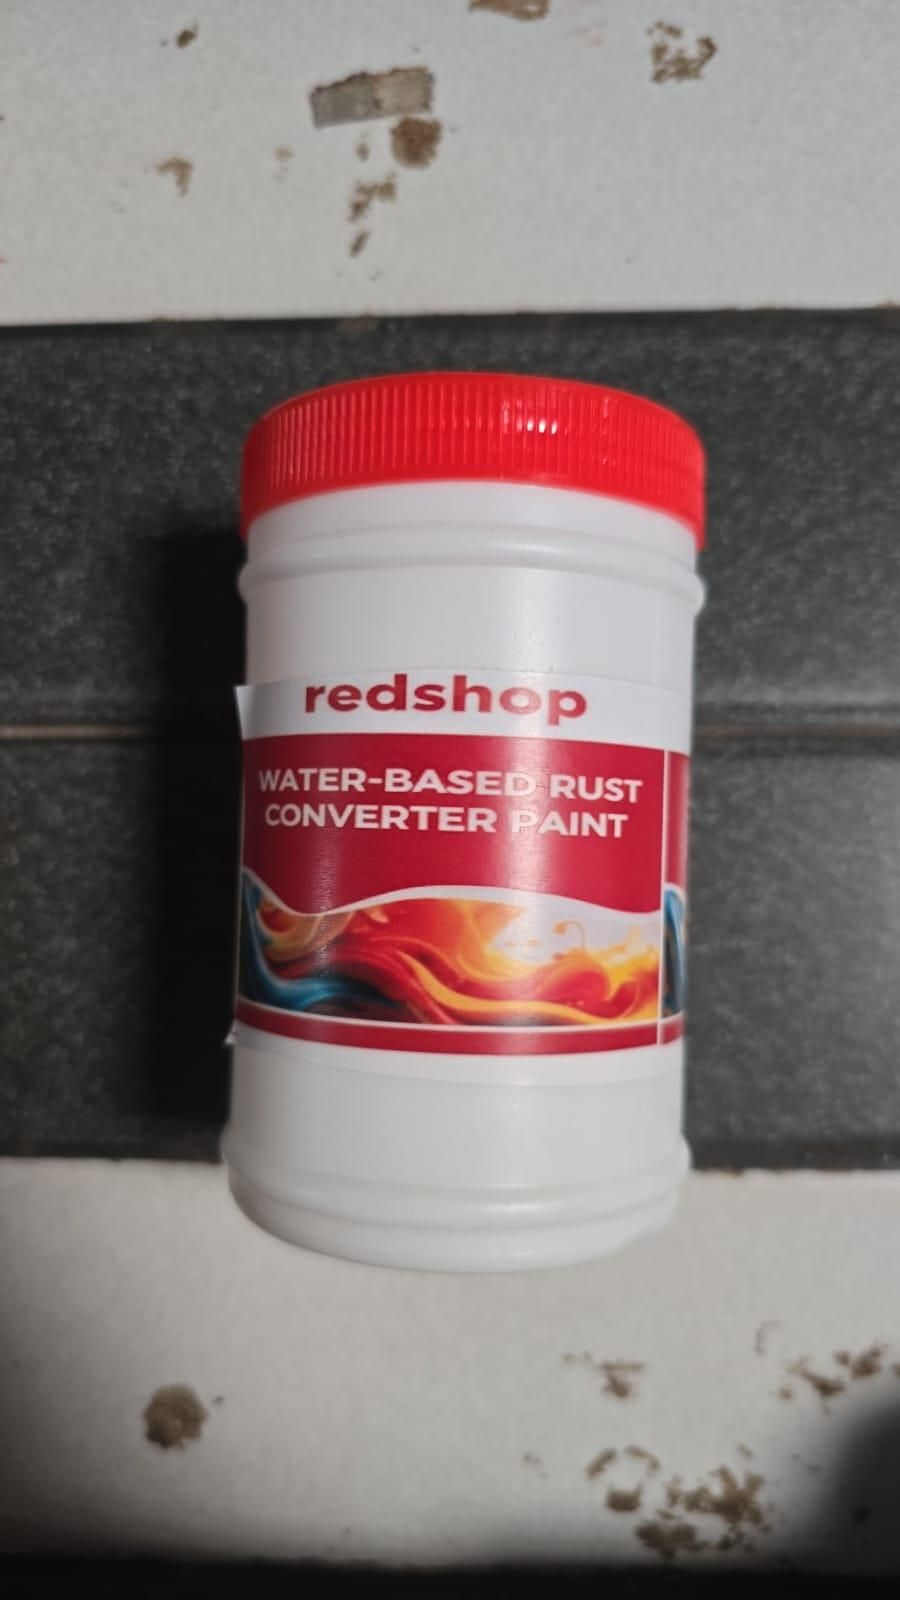 redshop
WATER-BASED RUST
CONVERTER PAINT